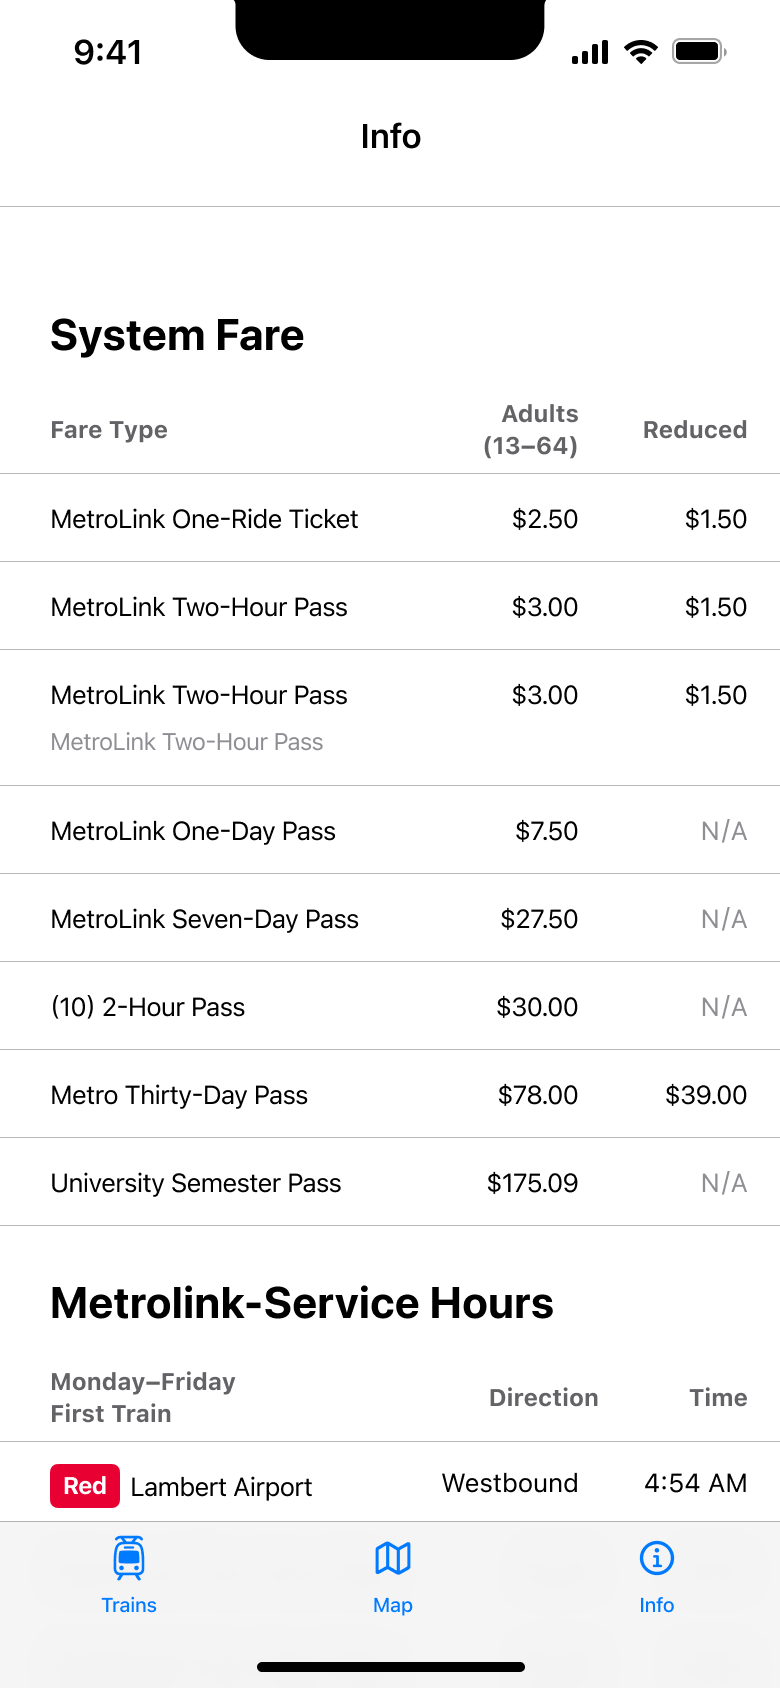 9:41
Info
System Fare
Fare Type
Adults
(13–64)
Reduced
MetroLink One-Ride Ticket $2.50 $1.50
MetroLink Two-Hour Pass $3.00 $1.50
MetroLink Two-Hour Pass $3.00 $1.50
MetroLink Two-Hour Pass
MetroLink One-Day Pass $7.50 N/A
MetroLink Seven-Day Pass $27.50 N/A
(10) 2-Hour Pass $30.00 N/A
Metro Thirty-Day Pass $78.00 $39.00
University Semester Pass $175.09 N/A
Metrolink-Service Hours
Monday–Friday
First Train
Direction Time
Red Lambert Airport Westbound 4:54 AM
Trains Map Info